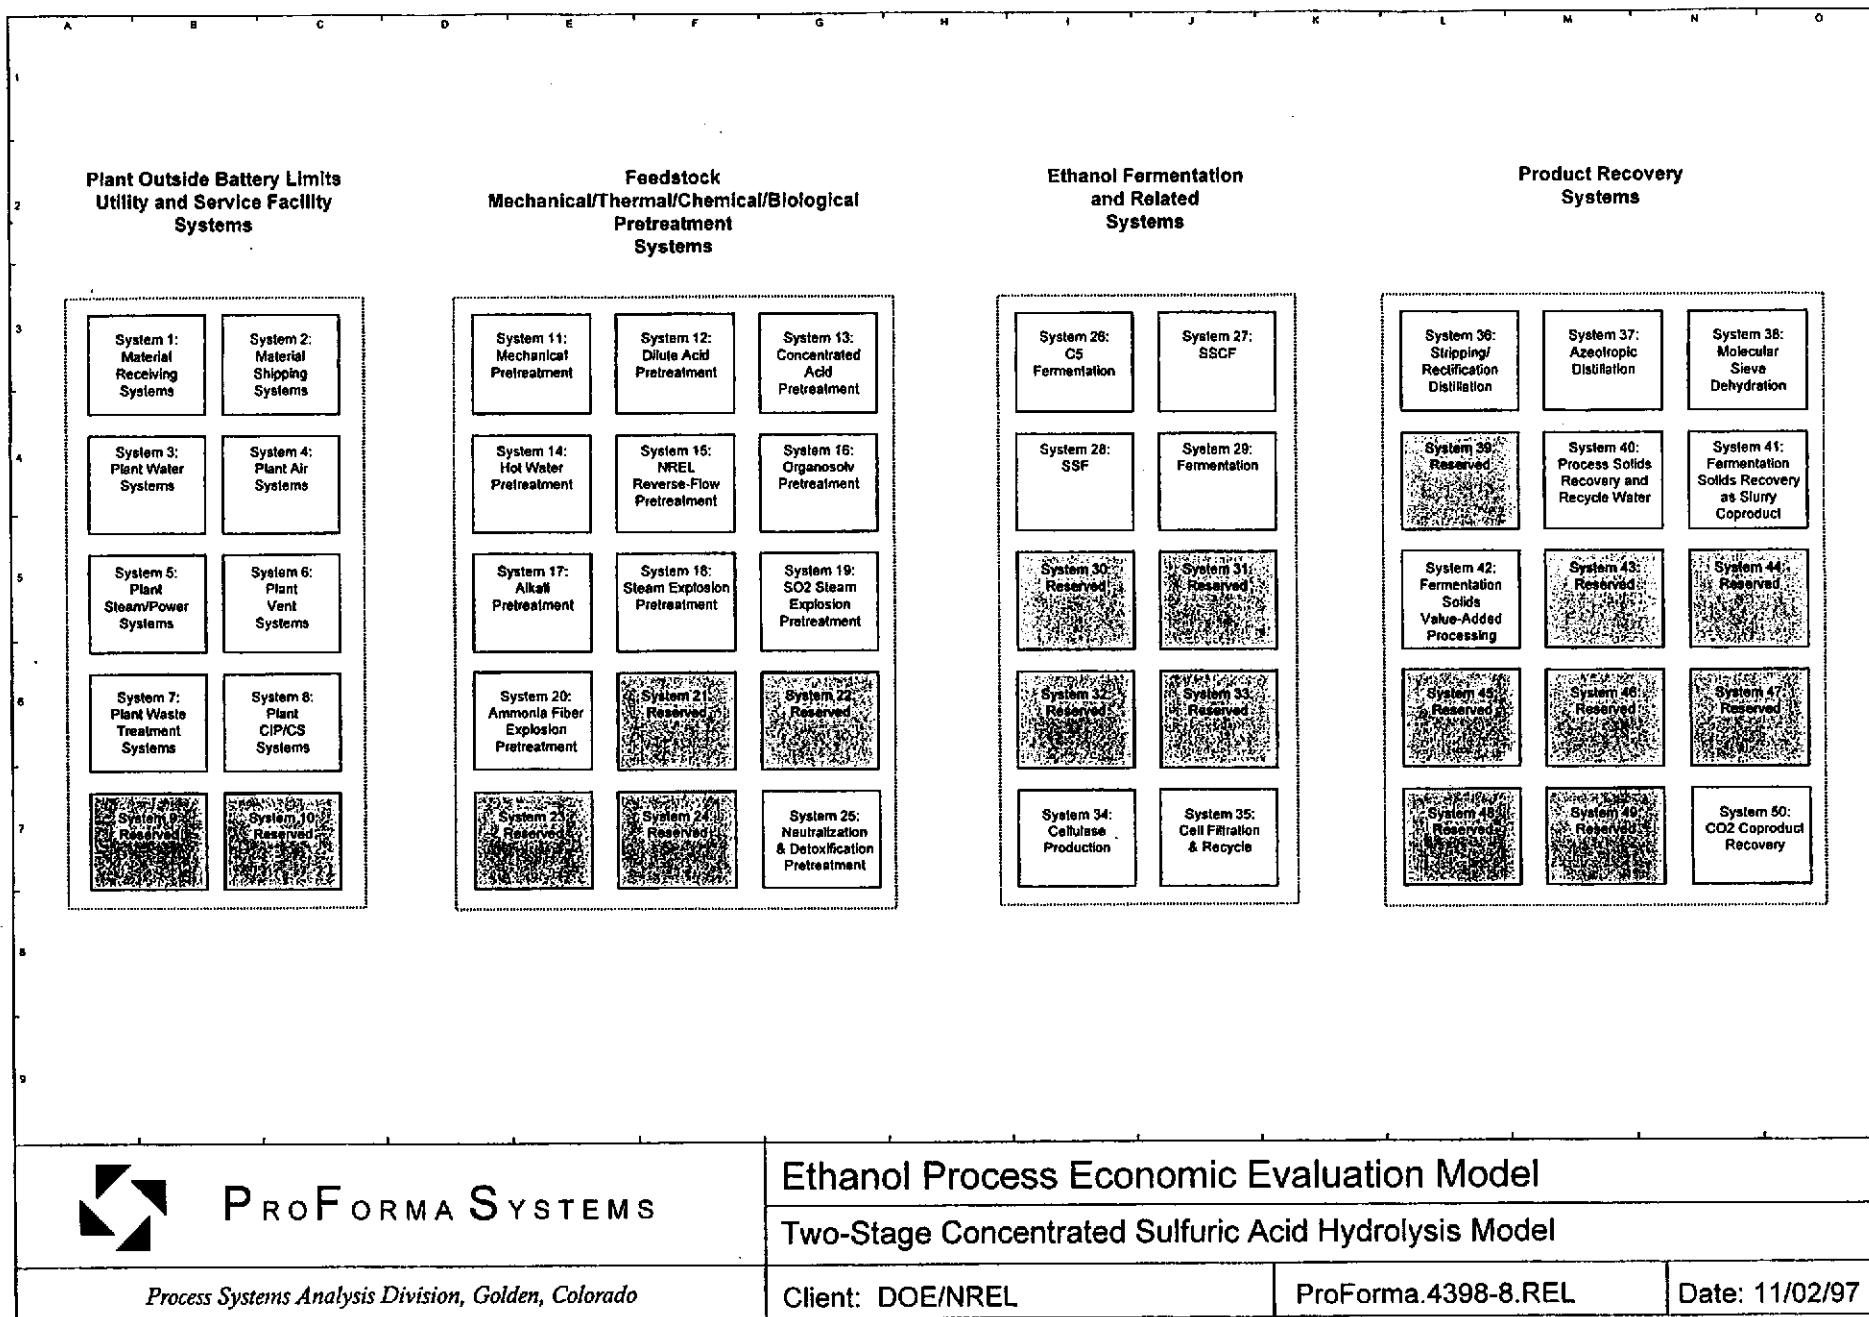 A B C D E F G H I J K L M N O
1
2
3
4
5
6
7
8
9
Plant Outside Battery Limits
Utility and Service Facility
Systems
Feedstock
Mechanical/Thermal/Chemical/Biological
Pretreatment
Systems
Ethanol Fermentation
and Related
Systems
Product Recovery
Systems
System 1:
Material
Receiving
Systems
System 2:
Material
Shipping
Systems
System 3:
Plant Water
Systems
System 4:
Plant Air
Systems
System 5:
Plant
Steam/Power
Systems
System 6:
Plant
Vent
Systems
System 7:
Plant Waste
Treatment
Systems
System 8:
Plant
CIP/CS
Systems
System 9:
Reserved
System 10:
Reserved
System 11:
Mechanical
Pretreatment
System 12:
Dilute Acid
Pretreatment
System 13:
Concentrated
Acid
Pretreatment
System 14:
Hot Water
Pretreatment
System 15:
NREL
Reverse-Flow
Pretreatment
System 16:
Organosolv
Pretreatment
System 17:
Alkali
Pretreatment
System 18:
Steam Explosion
Pretreatment
System 19:
SO2 Steam
Explosion
Pretreatment
System 20:
Ammonia Fiber
Explosion
Pretreatment
System 21:
Reserved
System 22:
Reserved
System 23:
Reserved
System 24:
Reserved
System 25:
Neutralization
& Detoxification
Pretreatment
System 26:
C5
Fermentation
System 27:
SSCF
System 28:
SSF
System 29:
Fermentation
System 30:
Reserved
System 31:
Reserved
System 32:
Reserved
System 33:
Reserved
System 34:
Cellulase
Production
System 35:
Cell Filtration
& Recycle
System 36:
Stripping/
Rectification
Distillation
System 37:
Azeotropic
Distillation
System 38:
Molecular
Sieve
Dehydration
System 39:
Reserved
System 40:
Process Solids
Recovery and
Recycle Water
System 41:
Fermentation
Solids Recovery
as Slurry
Coproduct
System 42:
Fermentation
Solids
Value-Added
Processing
System 43:
Reserved
System 44:
Reserved
System 45:
Reserved
System 46:
Reserved
System 47:
Reserved
System 48:
Reserved
System 49:
Reserved
System 50:
CO2 Coproduct
Recovery
PROFORMA SYSTEMS
Process Systems Analysis Division, Golden, Colorado
Ethanol Process Economic Evaluation Model
Two-Stage Concentrated Sulfuric Acid Hydrolysis Model
Client: DOE/NREL
ProForma.4398-8.REL
Date: 11/02/97